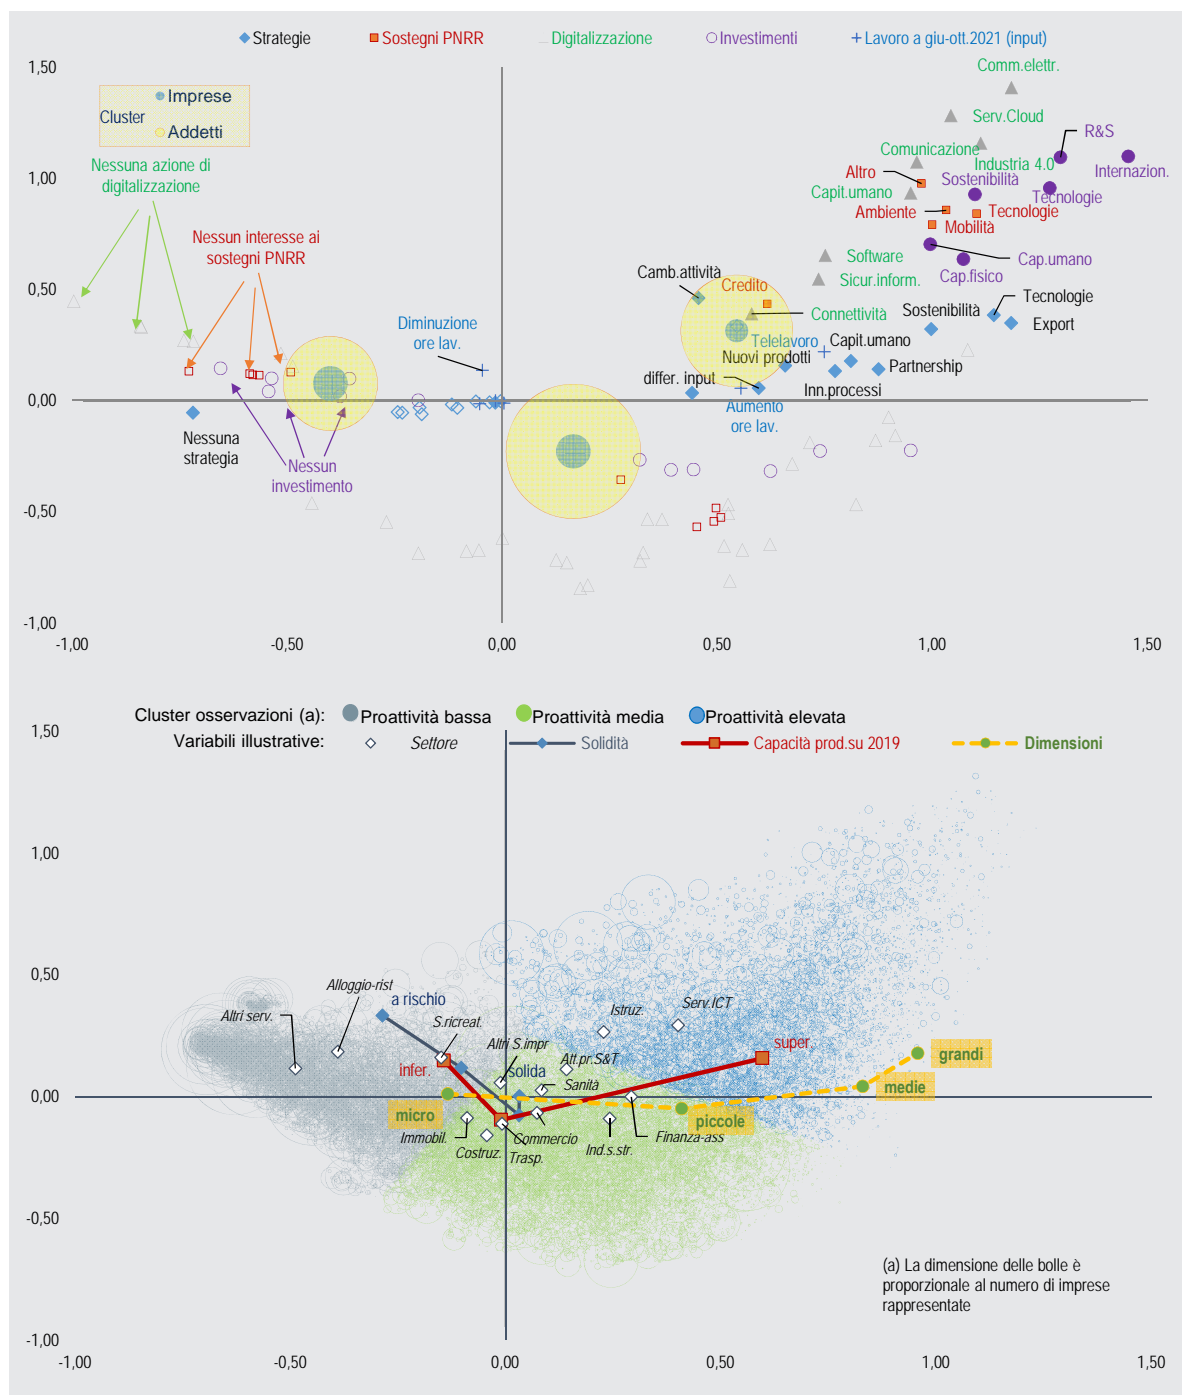 Strategie Sostegni PNRR Digitalizzazione Investimenti Lavoro a giu-ott.2021 (input)
1,50
1,00
0,50
0,00
-0,50
-1,00
-1,00 -0,50 0,00 0,50 1,00 1,50
Cluster
Imprese
Addetti
Nessuna azione di
digitalizzazione
Nessun interesse ai
sostegni PNRR
Diminuzione
ore lav.
Nessuna
strategia
Nessun
investimento
Comm.elettr.
Serv.Cloud
R&S
Comunicazione
Industria 4.0
Internazion.
Altro
Sostenibilità
Capit.umano
Tecnologie
Ambiente
Tecnologie
Mobilità
Cap.umano
Software
Cap.fisico
Sicur.inform.
Camb.attività
Credito
Connettività
Sostenibilità
Tecnologie
Export
Telelavoro
Capit.umano
Nuovi prodotti
Partnership
differ. input
Inn.processi
Aumento
ore lav.
Cluster osservazioni (a): Proattività bassa Proattività media Proattività elevata
Variabili illustrative: Settore Solidità Capacità prod.su 2019 Dimensioni
1,50
1,00
0,50
0,00
-0,50
-1,00
-1,00 -0,50 0,00 0,50 1,00 1,50
Alloggio-rist
a rischio
Altri serv.
S.ricreat.
Istruz.
Serv.ICT
Altri S.impr
super.
infer.
solida
Att.pr.S&T
grandi
Sanità
medie
micro
piccole
Immobil.
Commercio
Finanza-ass
Costruz.
Trasp.
Ind.s.str.
(a) La dimensione delle bolle è
proporzionale al numero di imprese
rappresentate